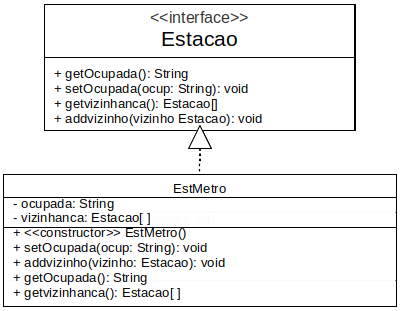 <<interface>>
Estacao
+ getOcupada(): String
+ setOcupada(ocup: String): void
+ getvizinhanca(): Estacao[]
+ addvizinho(vizinho Estacao): void
EstMetro
- ocupada: String
- vizinhanca: Estacao[ ]
+ <<constructor>> EstMetro()
+ setOcupada(ocup: String): void
+ addvizinho(vizinho: Estacao): void
+ getOcupada(): String
+ getvizinhanca(): Estacao[ ]